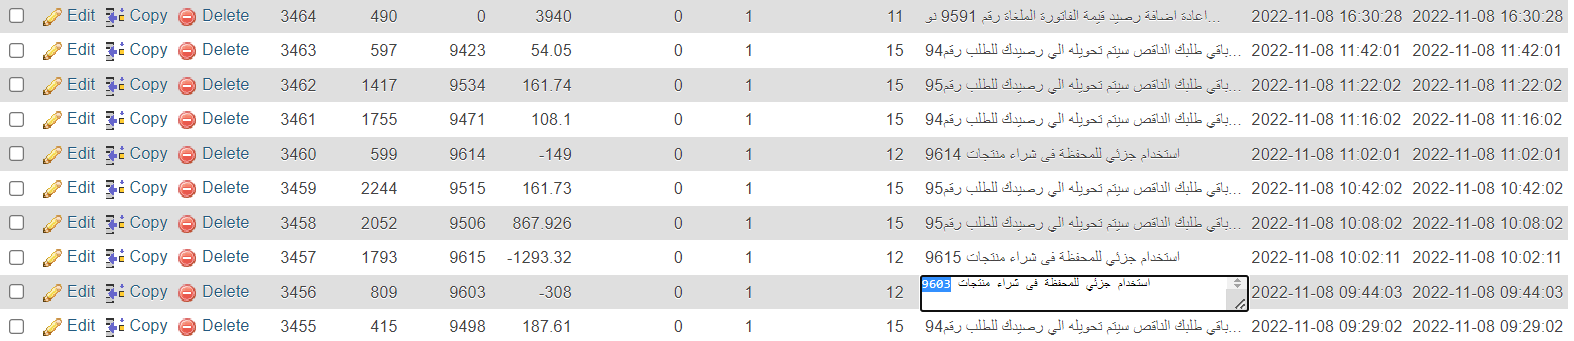 Edit Copy Delete 3464 490 0 3940 0 1 11 اعادة اضافة رصيد قيمة الفاتورة الملغاة رقم 9591 نو... 2022-11-08 16:30:28 2022-11-08 16:30:28
Edit Copy Delete 3463 597 9423 54.05 0 1 15 باقي طلبك الناقص سيتم تحويله الي رصيدك للطلب رقم94... 2022-11-08 11:42:01 2022-11-08 11:42:01
Edit Copy Delete 3462 1417 9534 161.74 0 1 15 باقي طلبك الناقص سيتم تحويله الي رصيدك للطلب رقم95... 2022-11-08 11:22:02 2022-11-08 11:22:02
Edit Copy Delete 3461 1755 9471 108.1 0 1 15 باقي طلبك الناقص سيتم تحويله الي رصيدك للطلب رقم94... 2022-11-08 11:16:02 2022-11-08 11:16:02
Edit Copy Delete 3460 599 9614 -149 0 1 12 استخدام جزئي للمحفظة فى شراء منتجات 9614 2022-11-08 11:02:01 2022-11-08 11:02:01
Edit Copy Delete 3459 2244 9515 161.73 0 1 15 باقي طلبك الناقص سيتم تحويله الي رصيدك للطلب رقم95... 2022-11-08 10:42:02 2022-11-08 10:42:02
Edit Copy Delete 3458 2052 9506 867.926 0 1 15 باقي طلبك الناقص سيتم تحويله الي رصيدك للطلب رقم95... 2022-11-08 10:08:02 2022-11-08 10:08:02
Edit Copy Delete 3457 1793 9615 -1293.32 0 1 12 استخدام جزئي للمحفظة فى شراء منتجات 9615 2022-11-08 10:02:11 2022-11-08 10:02:11
Edit Copy Delete 3456 809 9603 -308 0 1 12 استخدام جزئي للمحفظة فى شراء منتجات 9603 2022-11-08 09:44:03 2022-11-08 09:44:03
Edit Copy Delete 3455 415 9498 187.61 0 1 15 باقي طلبك الناقص سيتم تحويله الي رصيدك للطلب رقم94... 2022-11-08 09:29:02 2022-11-08 09:29:02